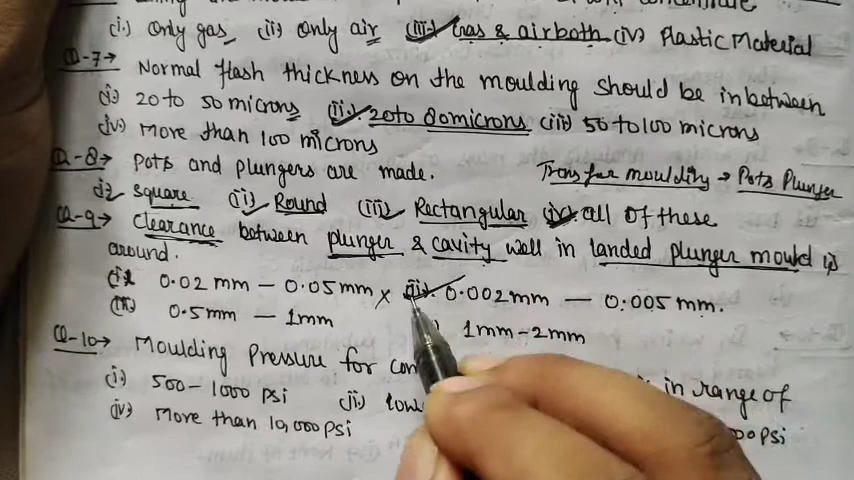 concentrate
(i.) Only gas (ii) Only air (iii) Gas & air both (iv) Plastic Material
Q-7→ Normal flash thickness on the moulding should be in between
(i) 20 to 50 microns (ii) 20 to 80 microns (iii) 50 to 100 microns
(iv) More than 100 microns
Q-8→ Pots and plungers are made. Transfer moulding → Pots Plunger
(i) Square (ii) Round (iii) Rectangular (iv) all of these
Q-9→ Clearance between plunger & cavity wall in landed plunger mould is
around.
(i) 0.02 mm - 0.05 mm x (ii) 0.002 mm - 0.005 mm.
(iii) 0.5 mm - 1 mm 1mm - 2mm
Q-10→ Moulding Pressure for in range of
(i) 500 - 1000 psi (ii)
(iv) More than 10,000 psi psi